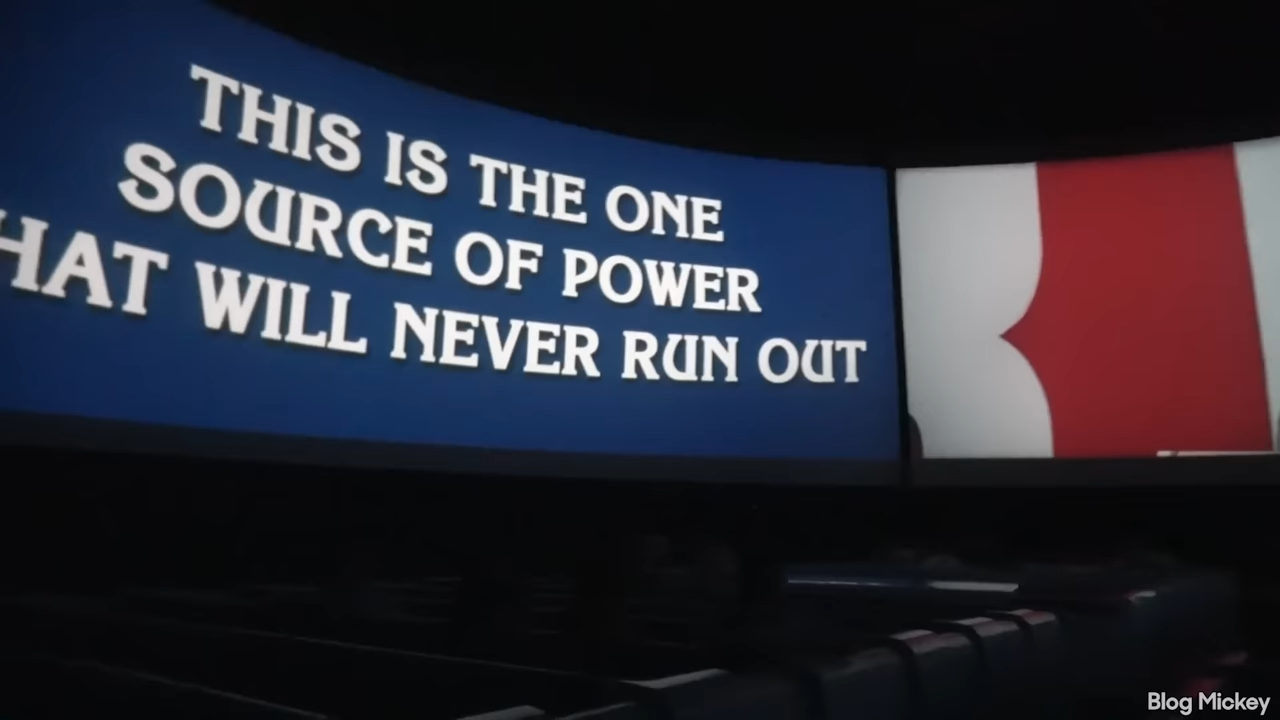 THIS IS THE ONE
SOURCE OF POWER
HAT WILL NEVER RUN OUT
Blog Mickey